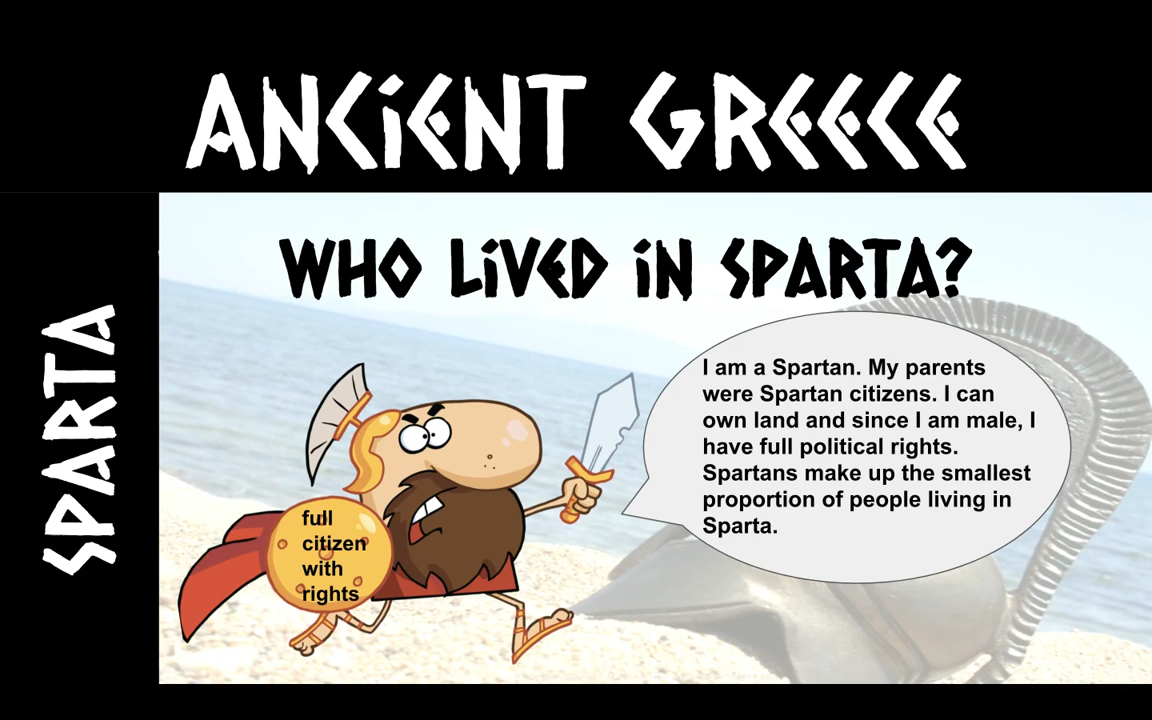 ANCiENT GREECE
SPARTA
WHO LiVED iN SPARTA?
I am a Spartan. My parents
were Spartan citizens. I can
own land and since I am male, I
have full political rights.
Spartans make up the smallest
proportion of people living in
Sparta.
full
citizen
with
rights